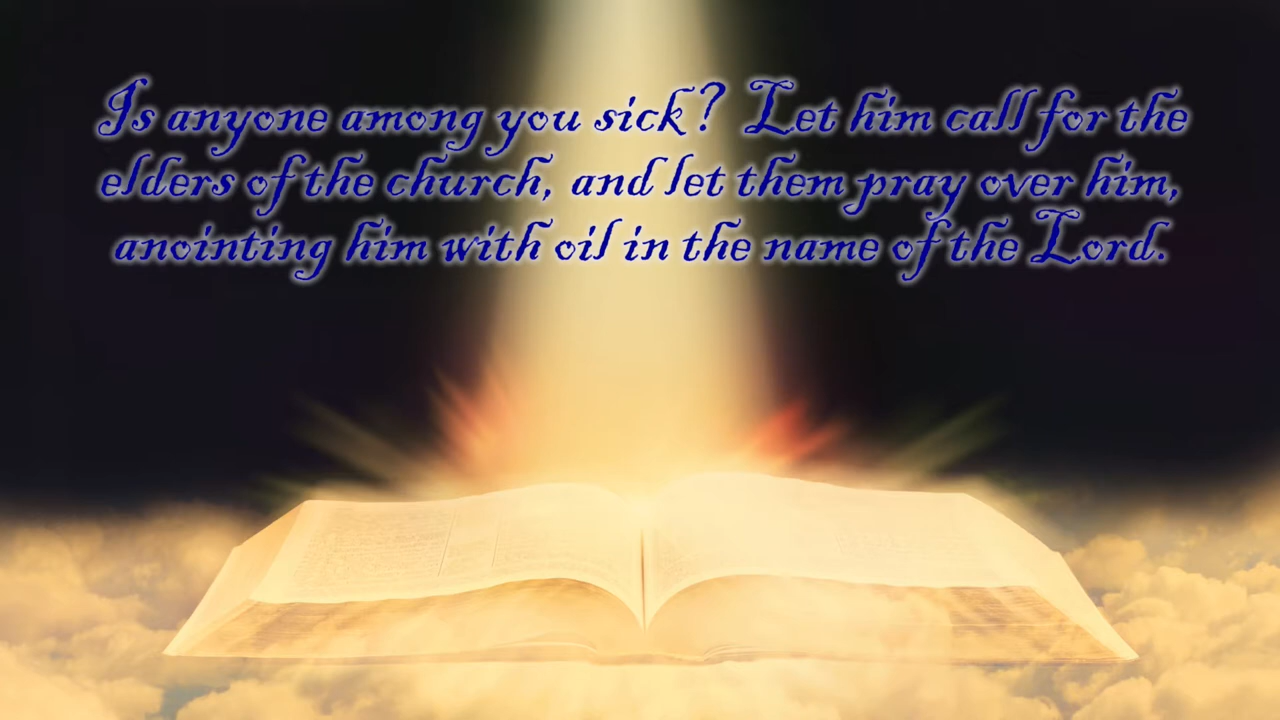 Is anyone among you sick?  Let him call for the
elders of the church, and let them pray over him,
anointing him with oil in the name of the Lord.